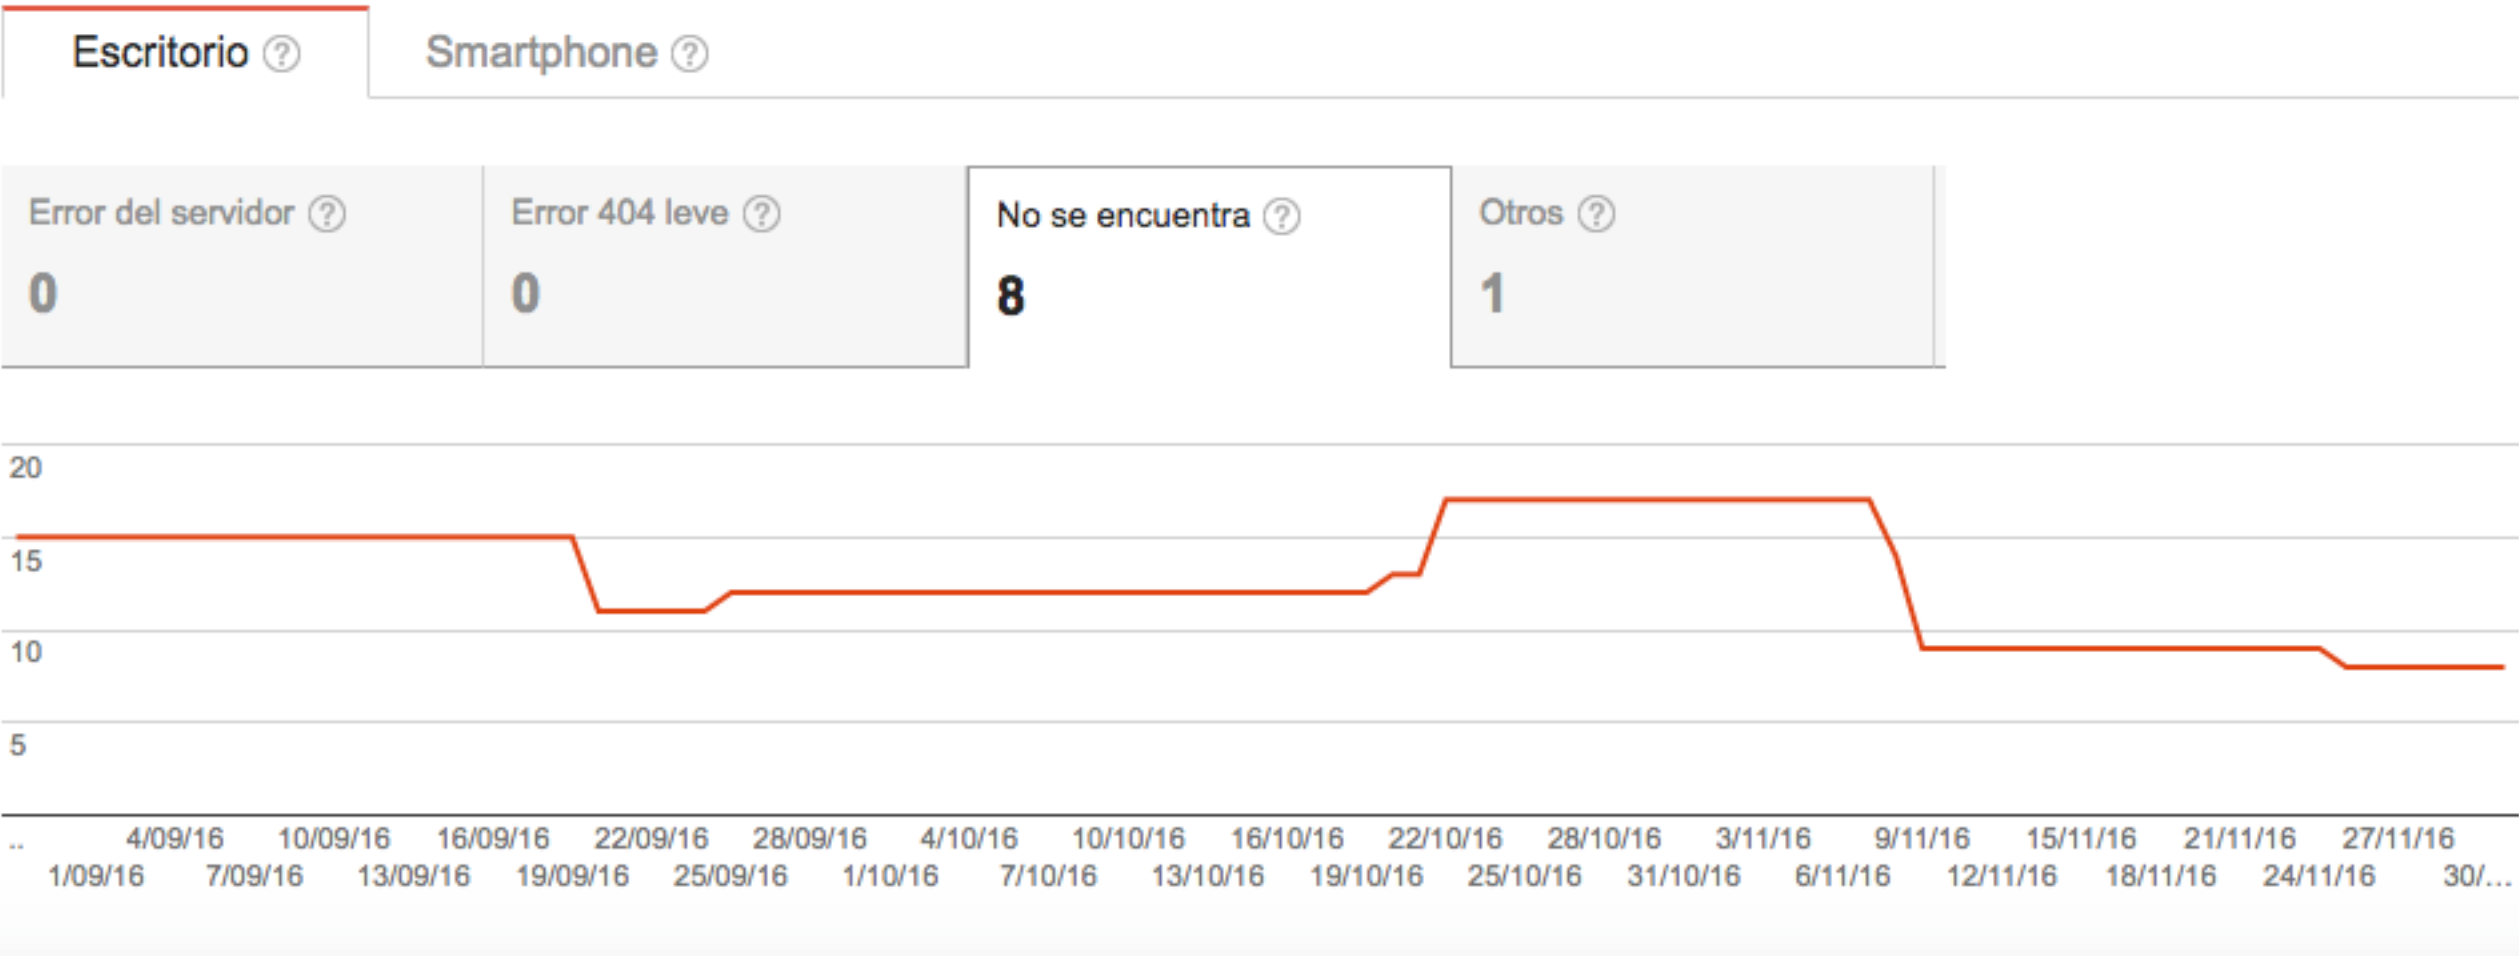 Escritorio ? Smartphone ?
Error del servidor ? Error 404 leve ? No se encuentra ? Otros ?
0 0 8 1
20
15
10
5
.. 4/09/16 10/09/16 16/09/16 22/09/16 28/09/16 4/10/16 10/10/16 16/10/16 22/10/16 28/10/16 3/11/16 9/11/16 15/11/16 21/11/16 27/11/16
1/09/16 7/09/16 13/09/16 19/09/16 25/09/16 1/10/16 7/10/16 13/10/16 19/10/16 25/10/16 31/10/16 6/11/16 12/11/16 18/11/16 24/11/16 30/...